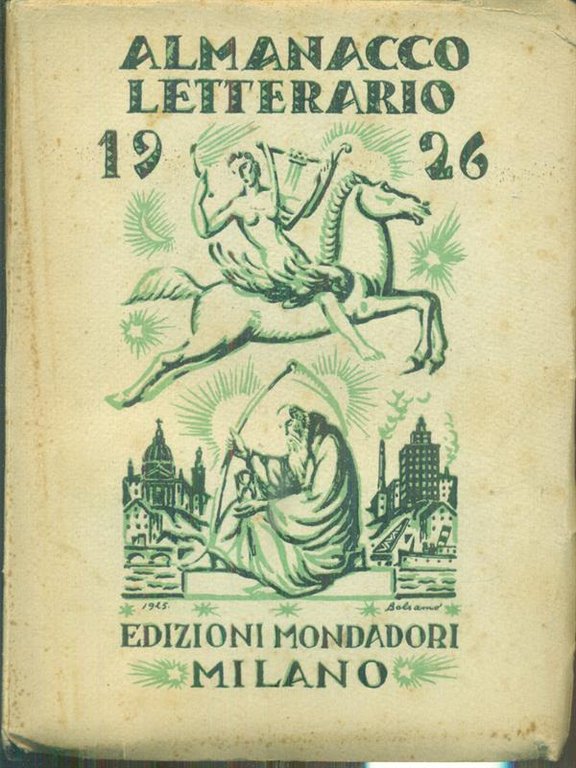 ALMANACCO
LETTERARIO
19 26
1925. Balsamo
EDIZIONI MONDADORI
MILANO